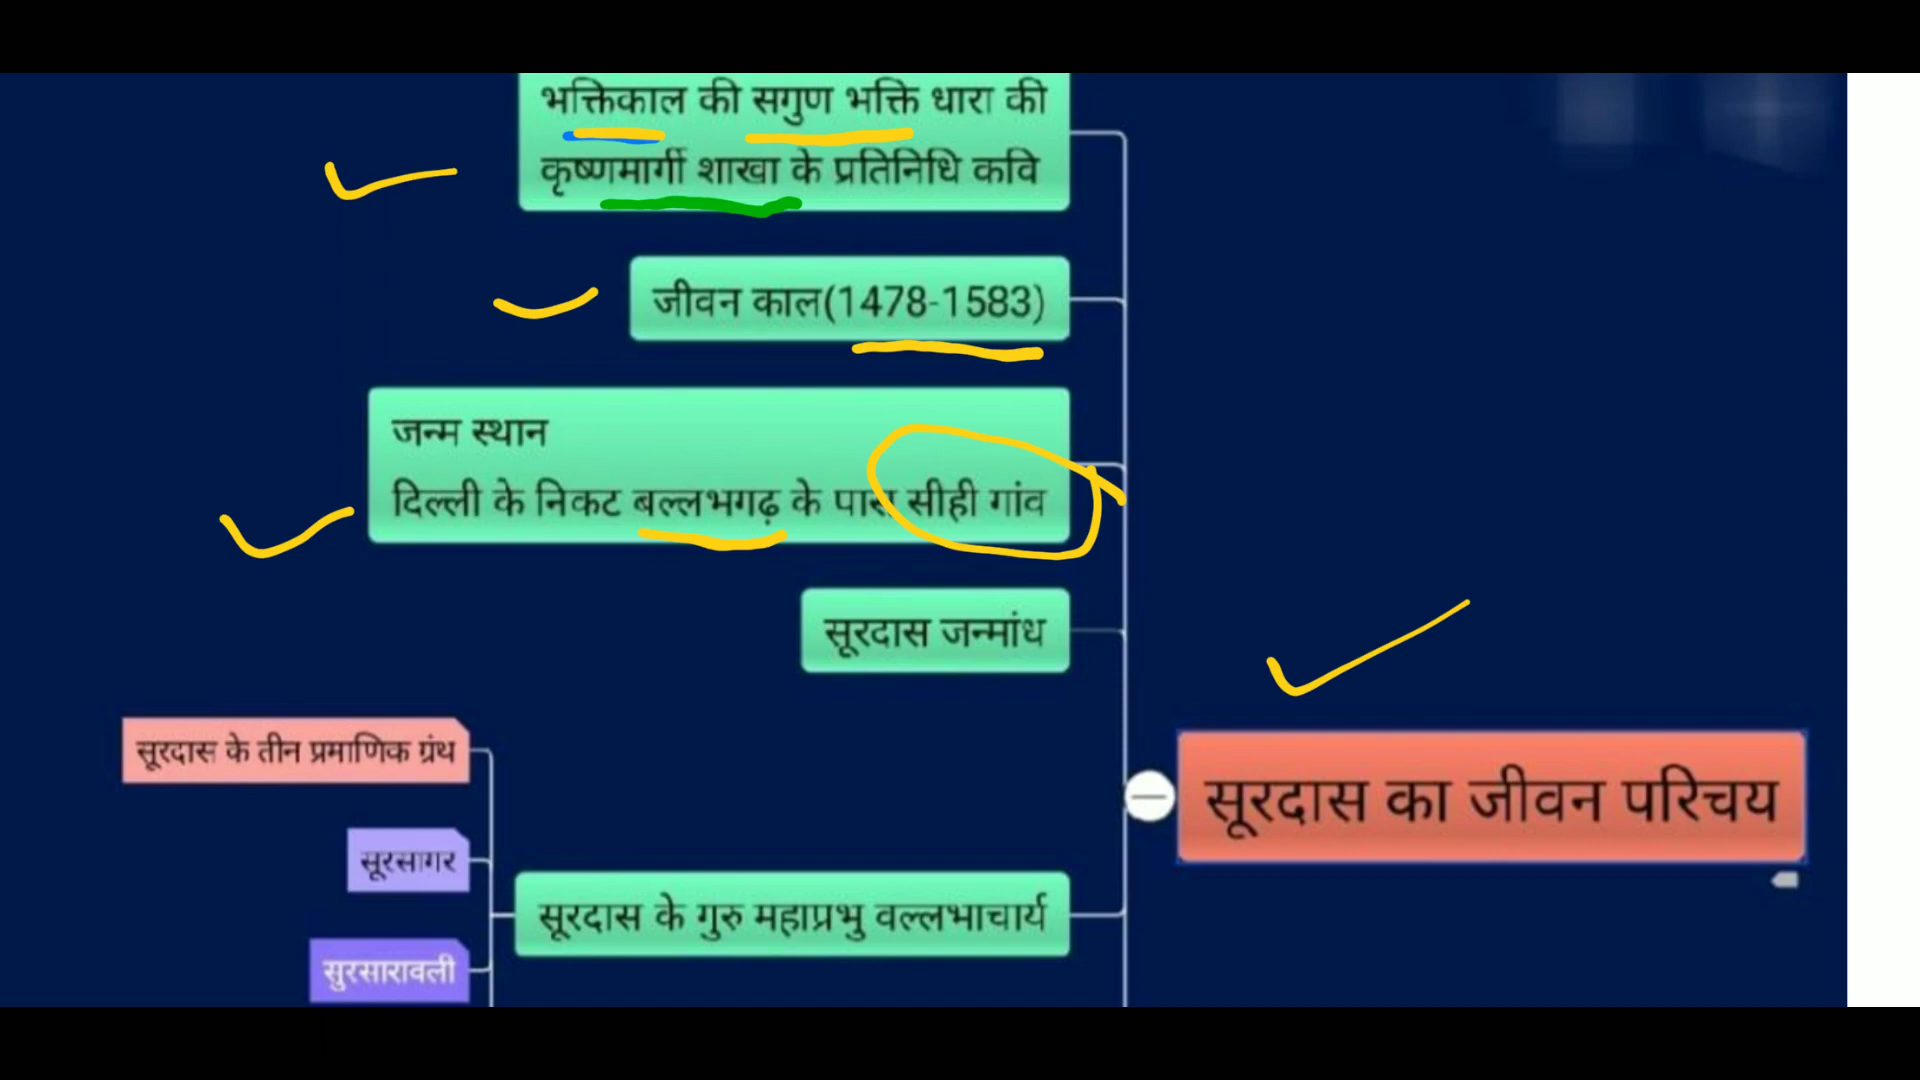 भक्तिकाल की सगुण भक्ति धारा की
कृष्णमार्गी शाखा के प्रतिनिधि कवि
जीवन काल(1478-1583)
जन्म स्थान
दिल्ली के निकट बल्लभगढ़ के पास सीही गांव
सूरदास जन्मांध
सूरदास का जीवन परिचय
सूरदास के गुरु महाप्रभु वल्लभाचार्य
सूरदास के तीन प्रमाणिक ग्रंथ
सूरसागर
सुरसारावली